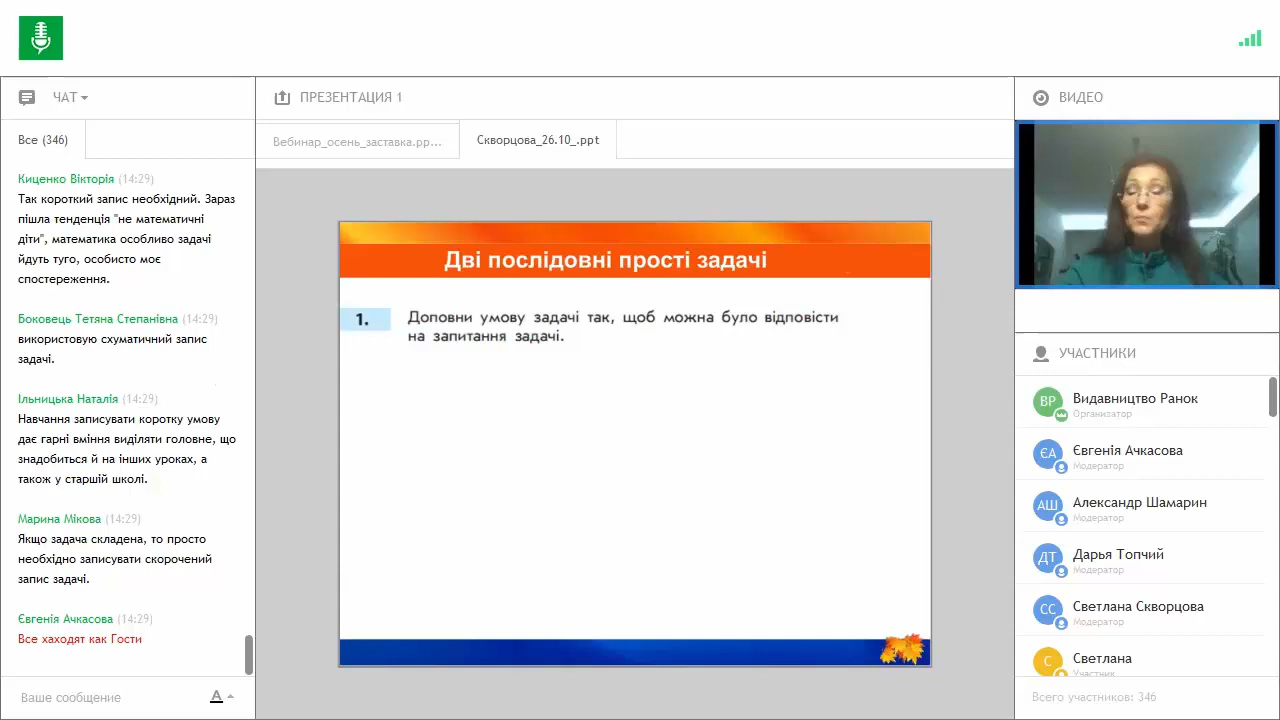 ЧАТ
Все (346)
Киценко Вікторія (14:29)
Так короткий запис необхідний. Зараз
пішла тенденція "не математичні
діти", математика особливо задачі
йдуть туго, особисто моє
спостереження.
Боковець Тетяна Степанівна (14:29)
використовую схуматичний запис
задачі.
Ільницька Наталія (14:29)
Навчання записувати коротку умову
дає гарні вміння виділяти головне, що
знадобиться й на інших уроках, а
також у старшій школі.
Марина Мікова (14:29)
Якщо задача складена, то просто
необхідно записувати скорочений
запис задачі.
Євгенія Ачкасова (14:29)
Все хаходят как Гости
Ваше сообщение
A
ПРЕЗЕНТАЦИЯ 1
Вебинар_осень_заставка.pp...
Скворцова_26.10_.ppt
Дві послідовні прості задачі
1.
Доповни умову задачі так, щоб можна було відповісти
на запитання задачі.
ВИДЕО
УЧАСТНИКИ
ВР
Видавництво Ранок
Организатор
ЄА
Євгенія Ачкасова
Модератор
АШ
Александр Шамарин
Модератор
ДТ
Дарья Топчий
Модератор
СС
Светлана Скворцова
Модератор
С
Светлана
Участник
Всего участников: 346